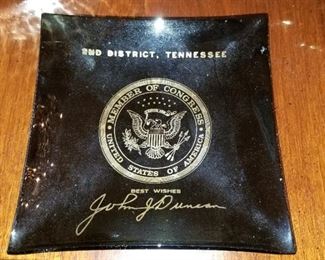 2ND DISTRICT, TENNESSEE
MEMBER OF CONGRESS
UNITED STATES OF AMERICA
BEST WISHES
John J Duncan